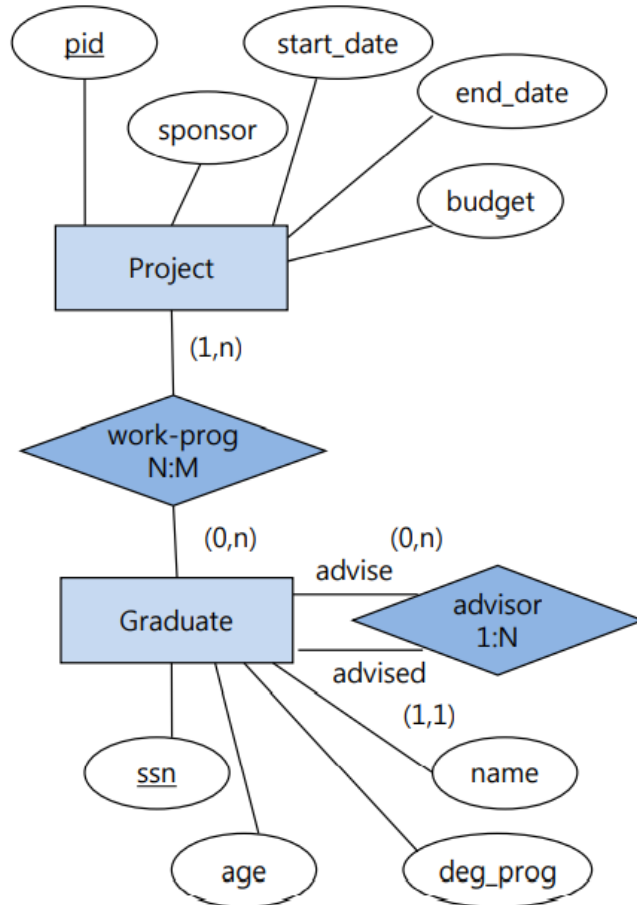 pid
start_date
end_date
sponsor
budget
Project
(1,n)
work-prog
N:M
(0,n)
(0,n)
advise
Graduate
advisor
1:N
advised
(1,1)
ssn
name
age
deg_prog